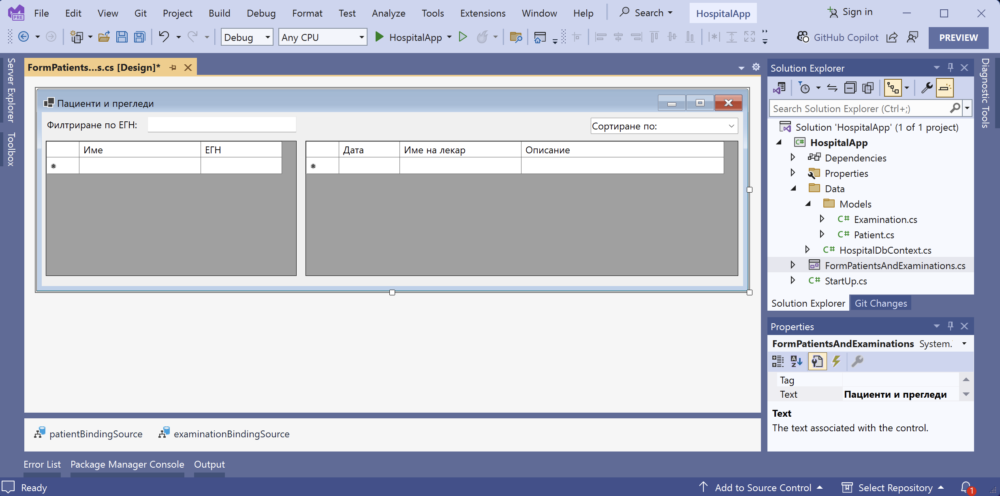 File Edit View Git Project Build Debug Format Test Analyze Tools Extensions Window Help Search HospitalApp Sign in
PRE
Debug Any CPU HospitalApp GitHub Copilot PREVIEW
Server Explorer
Toolbox
FormPatients...s.cs [Design]*
Пациенти и прегледи
Филтриране по ЕГН:
Сортиране по:
Име ЕГН
Дата Име на лекар Описание
patientBindingSource examinationBindingSource
Solution Explorer
Search Solution Explorer (Ctrl+;)
Solution 'HospitalApp' (1 of 1 project)
C# HospitalApp
Dependencies
Properties
Data
Models
C# Examination.cs
C# Patient.cs
C# HospitalDbContext.cs
FormPatientsAndExaminations.cs
C# StartUp.cs
Solution Explorer Git Changes
Properties
FormPatientsAndExaminations System.
Tag
Text Пациенти и прегледи
Text
The text associated with the control.
Diagnostic Tools
Error List Package Manager Console Output
Ready Add to Source Control Select Repository 1